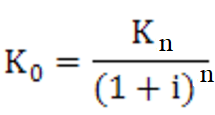 K₀ = Kₙ / (1 + i)ⁿ